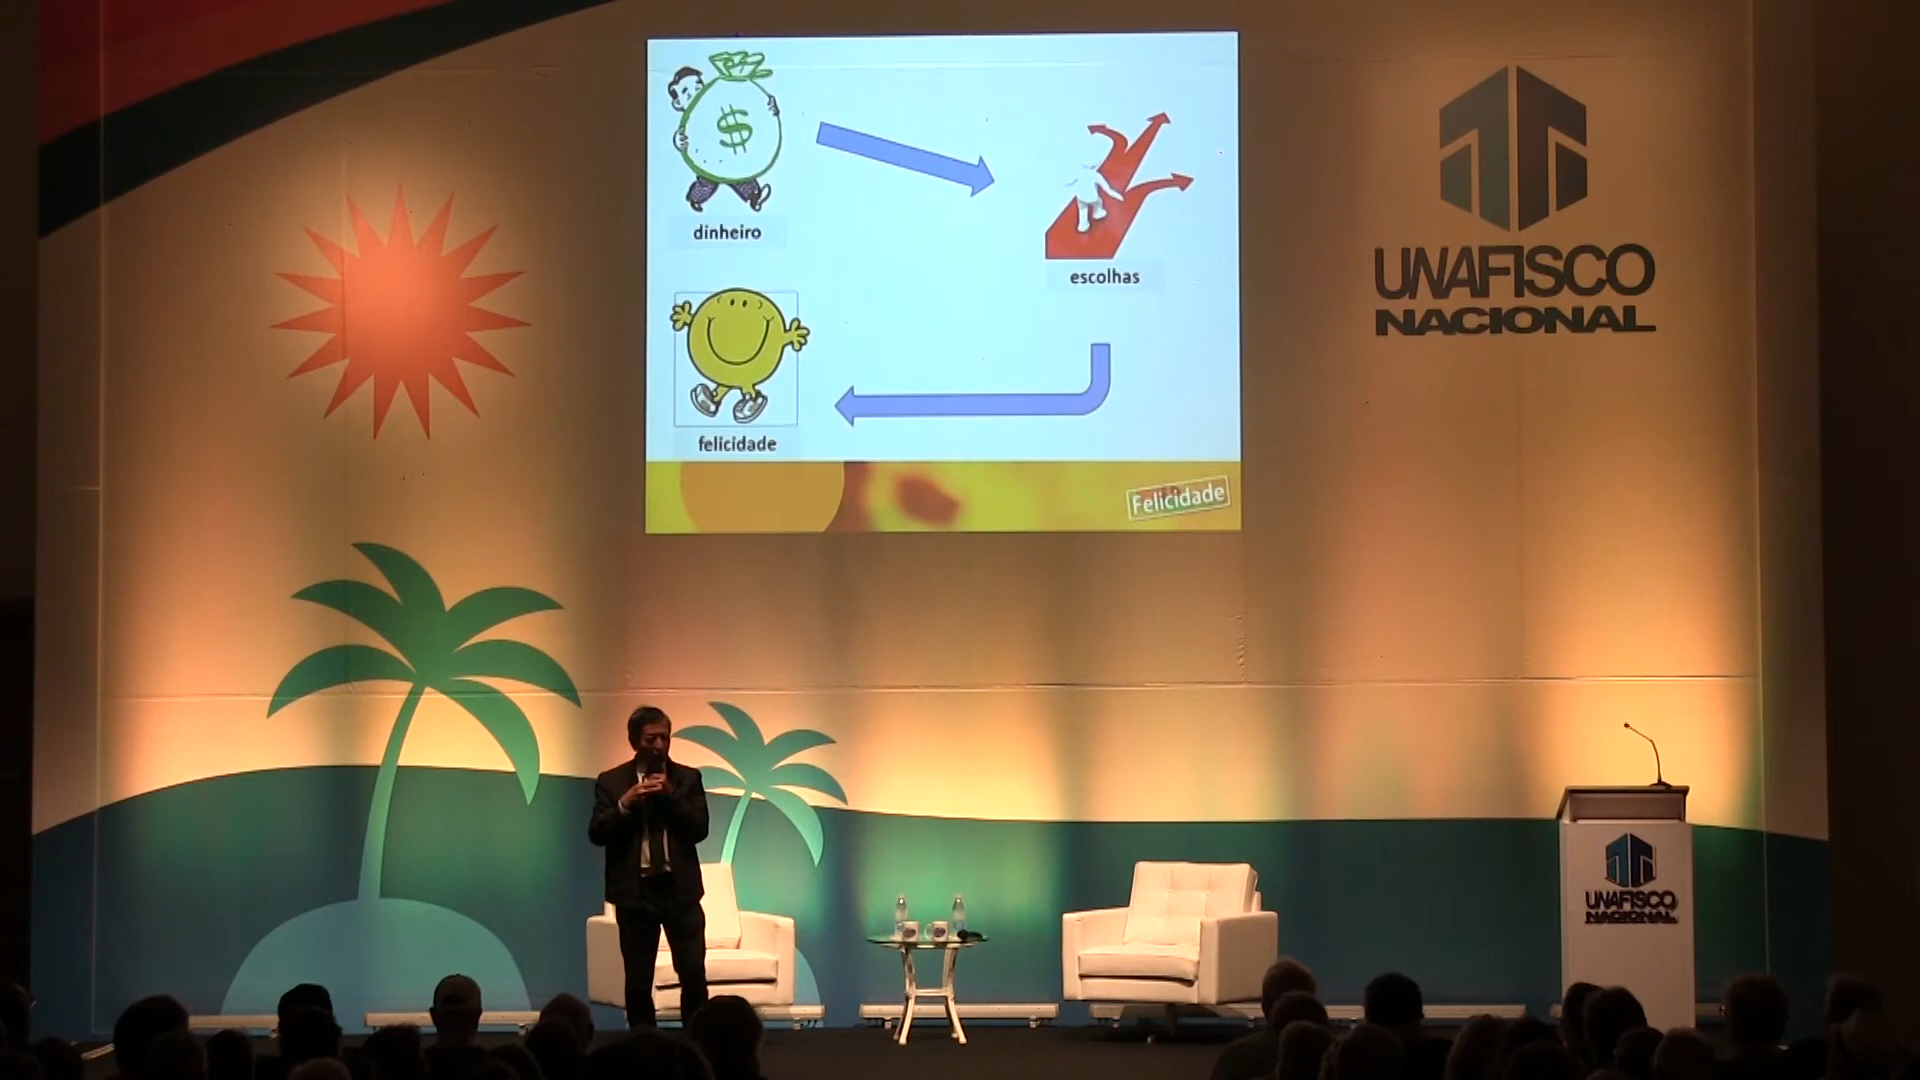 $
dinheiro
escolhas
felicidade
Felicidade
UNAFISCO
NACIONAL
UNAFISCO
NACIONAL